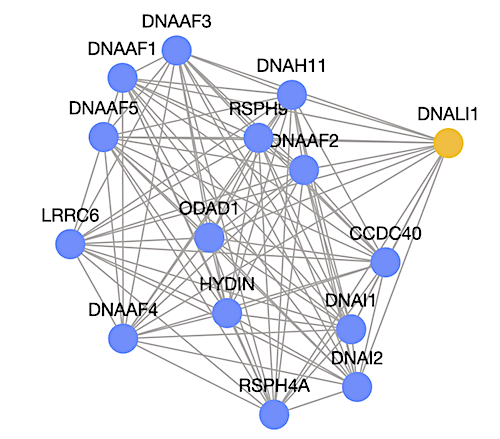 DNAAF3
DNAAF1
DNAH11
DNAAF5
RSPH9
DNALI1
DNAAF2
LRRC6
ODAD1
CCDC40
HYDIN
DNAAF4
DNAI1
DNAI2
RSPH4A